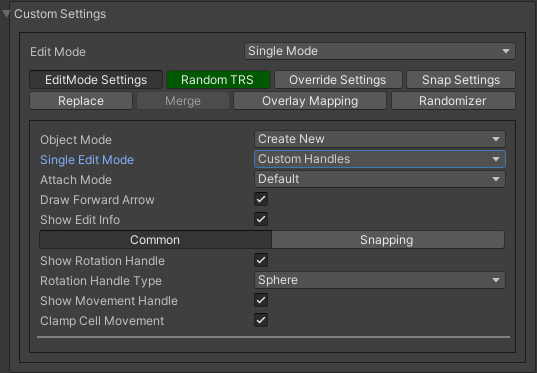 Custom Settings
Edit Mode Single Mode
EditMode Settings Random TRS Override Settings Snap Settings
Replace Merge Overlay Mapping Randomizer
Object Mode Create New
Single Edit Mode Custom Handles
Attach Mode Default
Draw Forward Arrow
Show Edit Info
Common Snapping
Show Rotation Handle
Rotation Handle Type Sphere
Show Movement Handle
Clamp Cell Movement